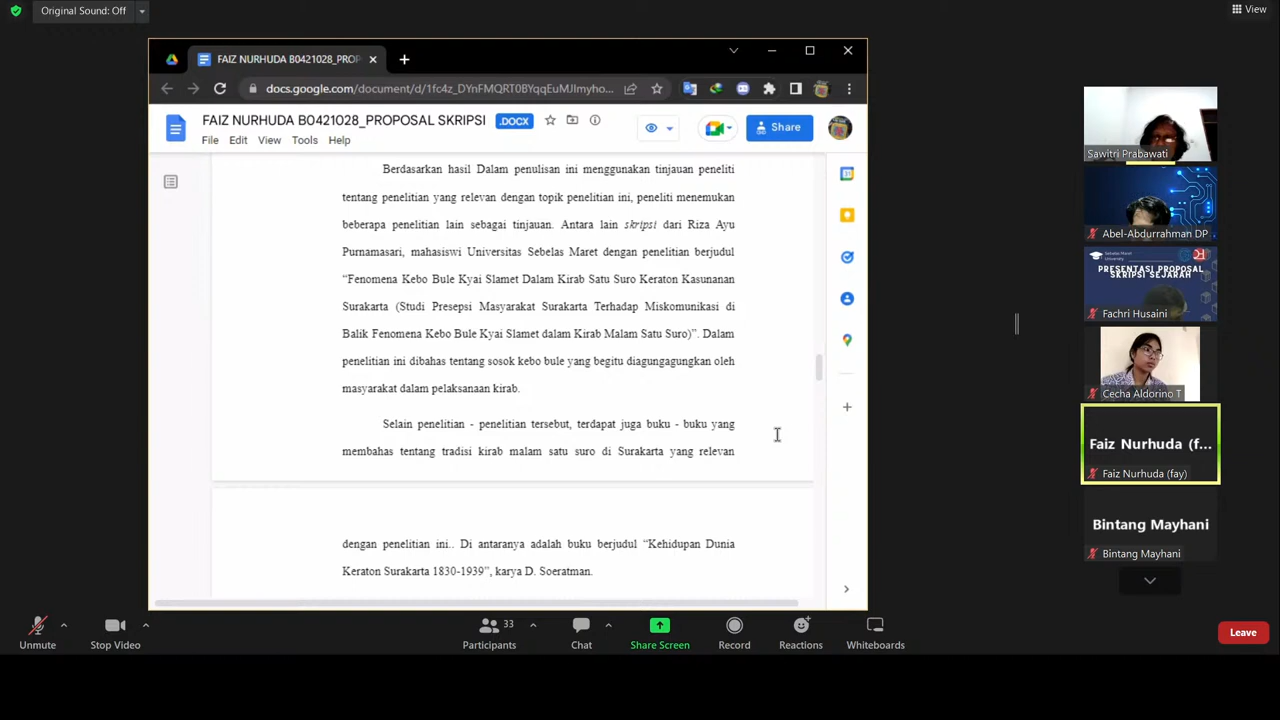 Original Sound: Off
View
FAIZ NURHUDA B0421028_PROP
docs.google.com/document/d/1fc4z_DYnFMQRT0BYqqEuMJlmyho...
FAIZ NURHUDA B0421028_PROPOSAL SKRIPSI
.DOCX
Share
File Edit View Tools Help
Berdasarkan hasil Dalam penulisan ini menggunakan tinjauan peneliti
tentang penelitian yang relevan dengan topik penelitian ini, peneliti menemukan
beberapa penelitian lain sebagai tinjauan. Antara lain skripsi dari Riza Ayu
Purnamasari, mahasiswi Universitas Sebelas Maret dengan penelitian berjudul
“Fenomena Kebo Bule Kyai Slamet Dalam Kirab Satu Suro Keraton Kasunanan
Surakarta (Studi Presepsi Masyarakat Surakarta Terhadap Miskomunikasi di
Balik Fenomena Kebo Bule Kyai Slamet dalam Kirab Malam Satu Suro)”. Dalam
penelitian ini dibahas tentang sosok kebo bule yang begitu diagungagungkan oleh
masyarakat dalam pelaksanaan kirab.
Selain penelitian - penelitian tersebut, terdapat juga buku - buku yang
membahas tentang tradisi kirab malam satu suro di Surakarta yang relevan
dengan penelitian ini.. Di antaranya adalah buku berjudul “Kehidupan Dunia
Keraton Surakarta 1830-1939”, karya D. Soeratman.
Sawitri Prabawati
Abel-Abdurrahman DP
Sebelas Maret
University
PRESENTASI PROPOSAL
SKRIPSI SEJARAH
Fachri Husaini
Cecha Aldorino T
Faiz Nurhuda (f...
Faiz Nurhuda (fay)
Bintang Mayhani
Bintang Mayhani
Unmute
Stop Video
33
Participants
Chat
Share Screen
Record
Reactions
Whiteboards
Leave